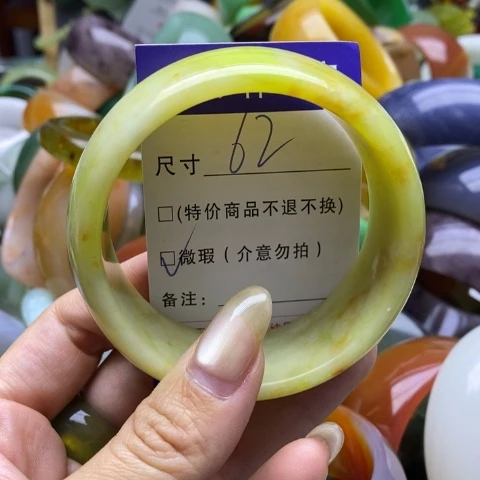 尺寸 62
□(特价商品不退不换)
☑微瑕(介意勿拍)
备注: